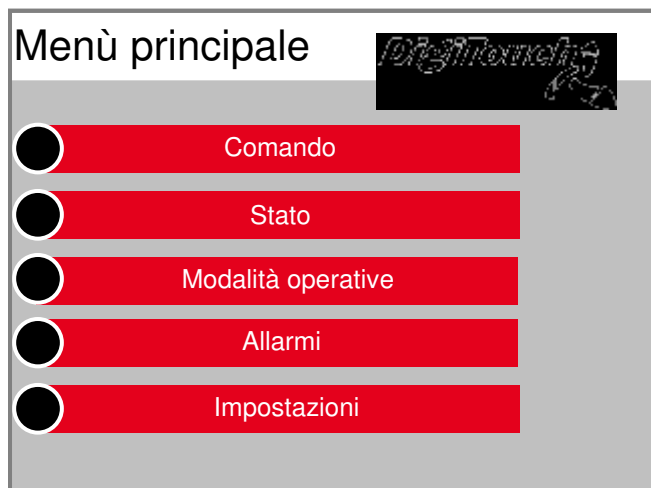 Menù principale
DigiTouch
Comando
Stato
Modalità operative
Allarmi
Impostazioni